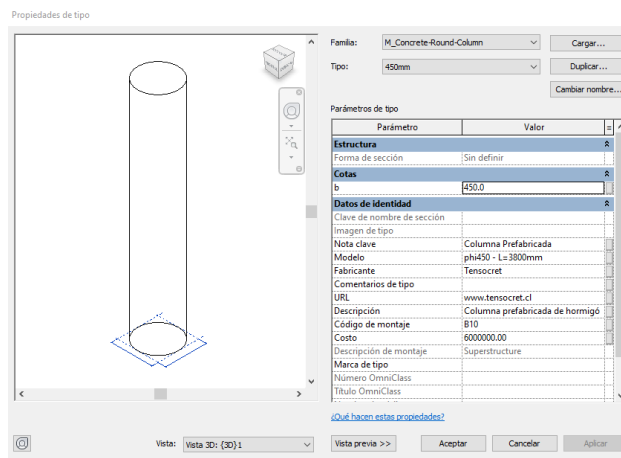 Propiedades de tipo
Familia: M_Concrete-Round-Column Cargar...
Tipo: 450mm Duplicar...
Cambiar nombre...
Parámetros de tipo
Parámetro Valor =
Estructura
Forma de sección Sin definir
Cotas
b 450.0
Datos de identidad
Clave de nombre de sección
Imagen de tipo
Nota clave Columna Prefabricada
Modelo phi450 - L=3800mm
Fabricante Tensocret
Comentarios de tipo
URL www.tensocret.cl
Descripción Columna prefabricada de hormigó
Código de montaje B10
Costo 6000000.00
Descripción de montaje Superstructure
Marca de tipo
Número OmniClass
Título OmniClass
¿Qué hacen estas propiedades?
Vista: Vista 3D: {3D}1 Vista previa >> Aceptar Cancelar Aplicar